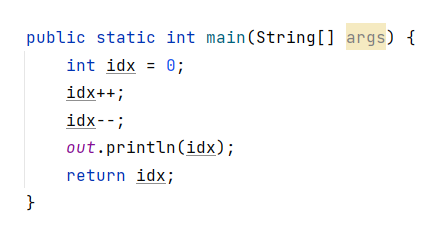 public static int main(String[] args) {
    int idx = 0;
    idx++;
    idx--;
    out.println(idx);
    return idx;
}